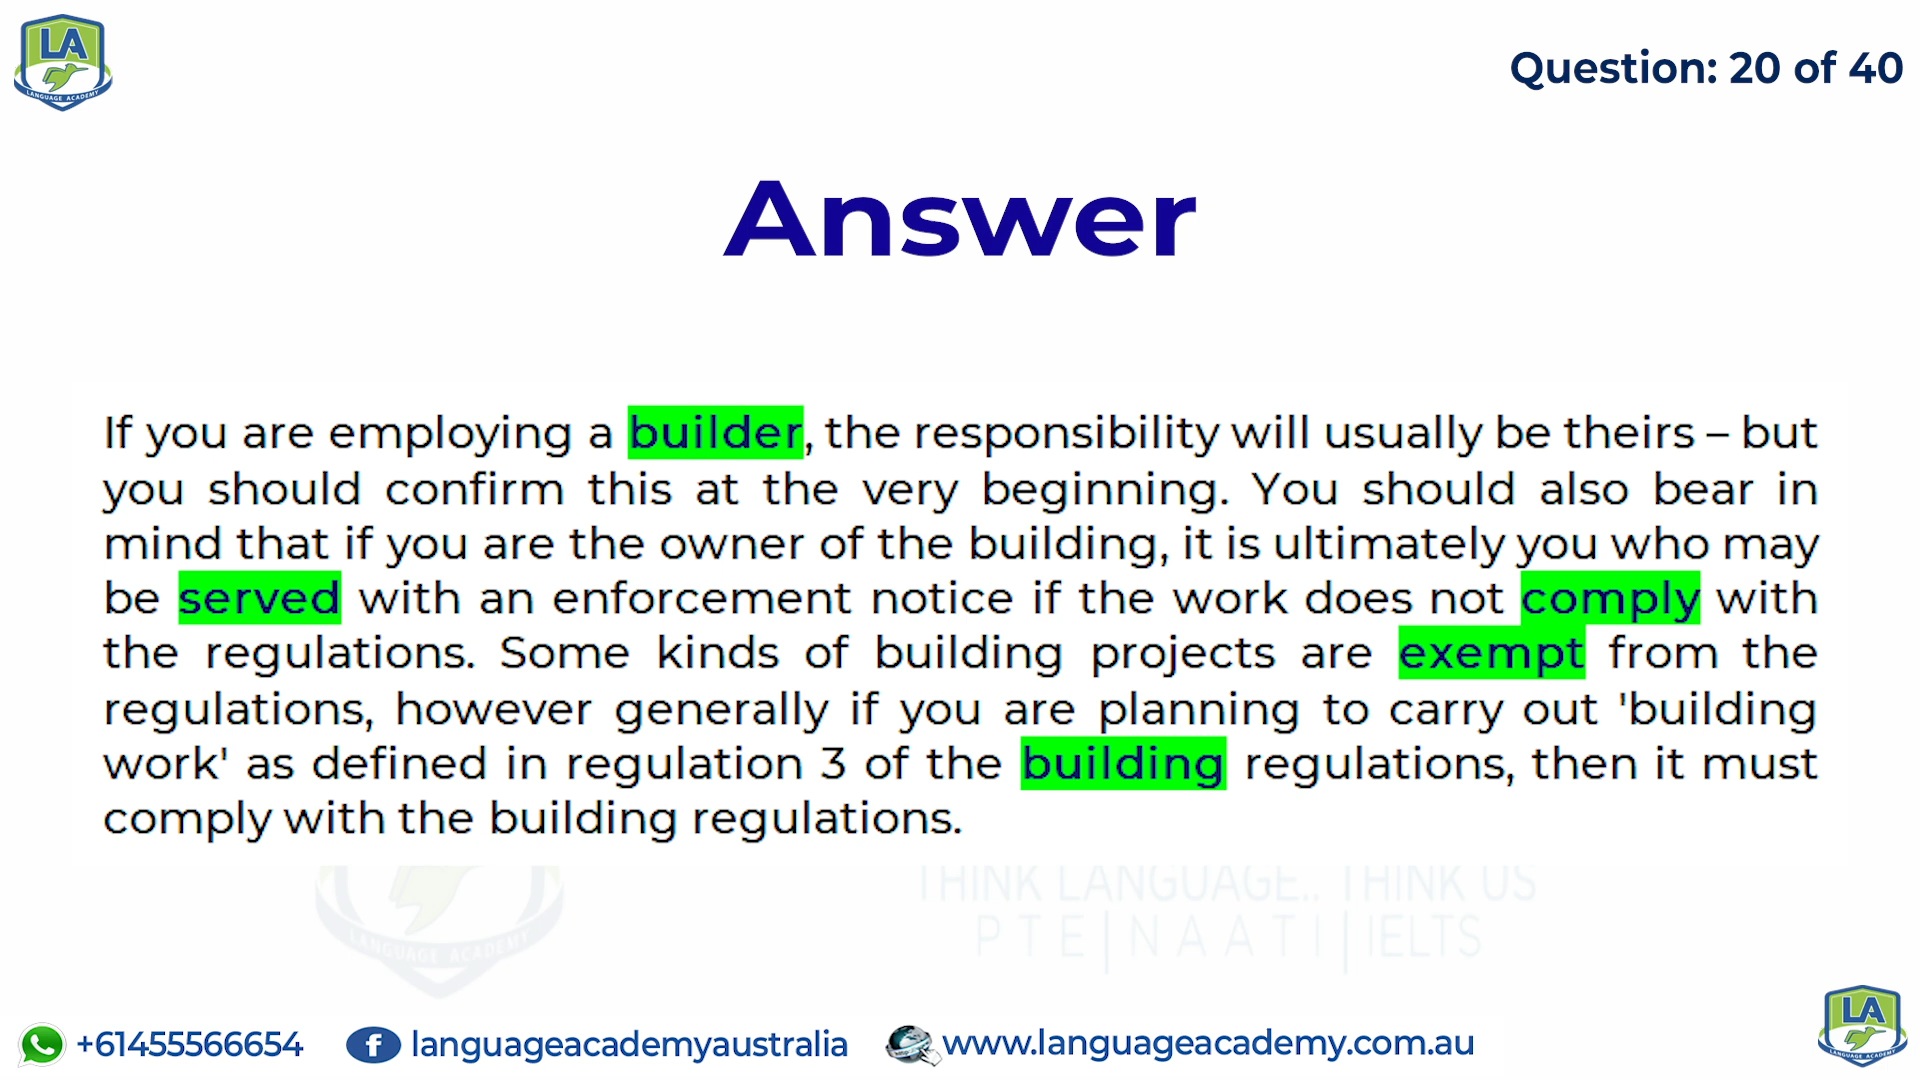 LA
LANGUAGE ACADEMY
Question: 20 of 40
Answer
If you are employing a builder, the responsibility will usually be theirs – but
you should confirm this at the very beginning. You should also bear in
mind that if you are the owner of the building, it is ultimately you who may
be served with an enforcement notice if the work does not comply with
the regulations. Some kinds of building projects are exempt from the
regulations, however generally if you are planning to carry out 'building
work' as defined in regulation 3 of the building regulations, then it must
comply with the building regulations.
THINK LANGUAGE.. THINK US
LANGUAGE ACADEMY
PTE|NAATI|IELTS
+61455566654
languageacademyaustralia
www.languageacademy.com.au
LA
LANGUAGE ACADEMY